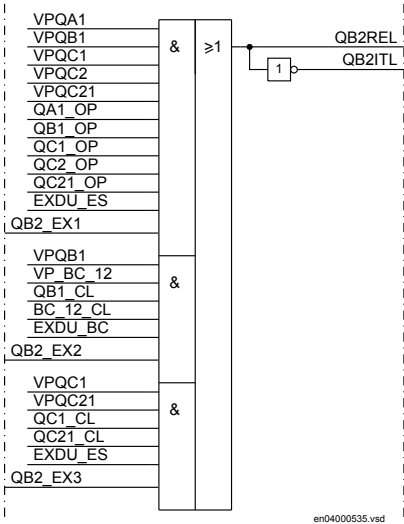 VPQA1
VPQB1
VPQC1
VPQC2
VPQC21
QA1_OP
QB1_OP
QC1_OP
QC2_OP
QC21_OP
EXDU_ES
QB2_EX1
&
≥1
QB2REL
QB2ITL
1
VPQB1
VP_BC_12
QB1_CL
BC_12_CL
EXDU_BC
QB2_EX2
&
VPQC1
VPQC21
QC1_CL
QC21_CL
EXDU_ES
QB2_EX3
&
en04000535.vsd